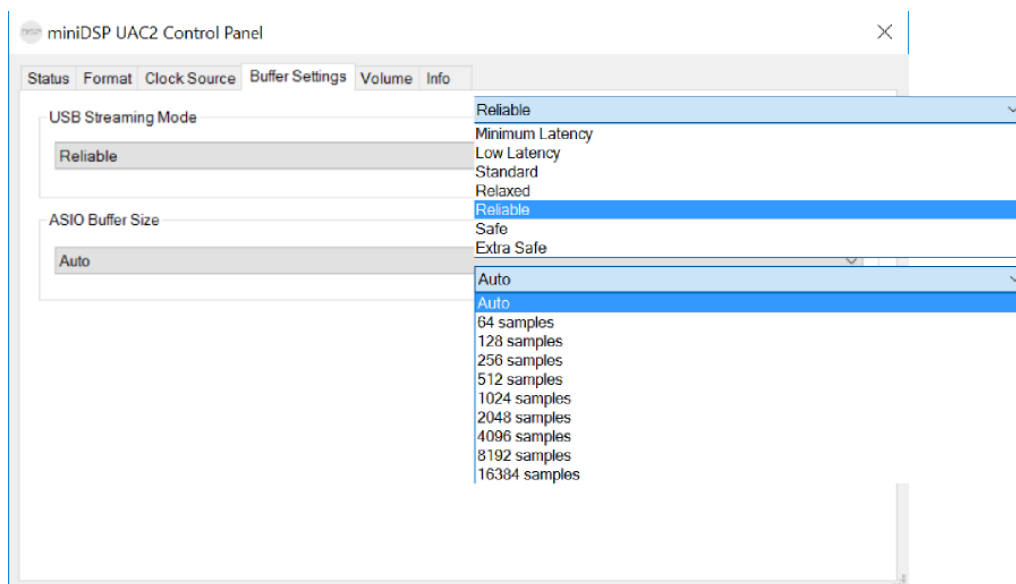 miniDSP UAC2 Control Panel
Status Format Clock Source Buffer Settings Volume Info
USB Streaming Mode
Reliable
Reliable
Minimum Latency
Low Latency
Standard
Relaxed
Reliable
Safe
Extra Safe
ASIO Buffer Size
Auto
Auto
Auto
64 samples
128 samples
256 samples
512 samples
1024 samples
2048 samples
4096 samples
8192 samples
16384 samples